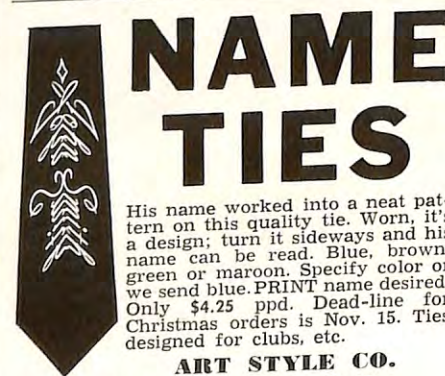 NAME
TIES
His name worked into a neat pat-
tern on this quality tie. Worn, it's
a design; turn it sideways and his
name can be read. Blue, brown,
green or maroon. Specify color or
we send blue. PRINT name desired.
Only $4.25 ppd. Dead-line for
Christmas orders is Nov. 15. Ties
designed for clubs, etc.
ART STYLE CO.